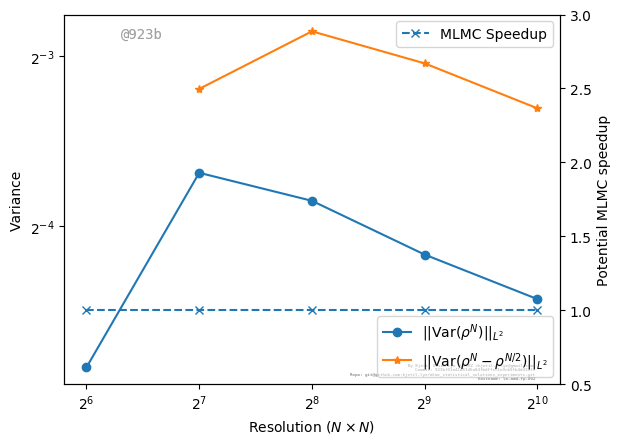 @923b
MLMC Speedup
2^{-3}
2^{-4}
Variance
3.0
2.5
2.0
1.5
1.0
0.5
Potential MLMC speedup
||Var(ρ^N)||_{L^2}
||Var(ρ^N − ρ^{N/2})||_{L^2}
2^6 2^7 2^8 2^9 2^{10}
Resolution (N × N)